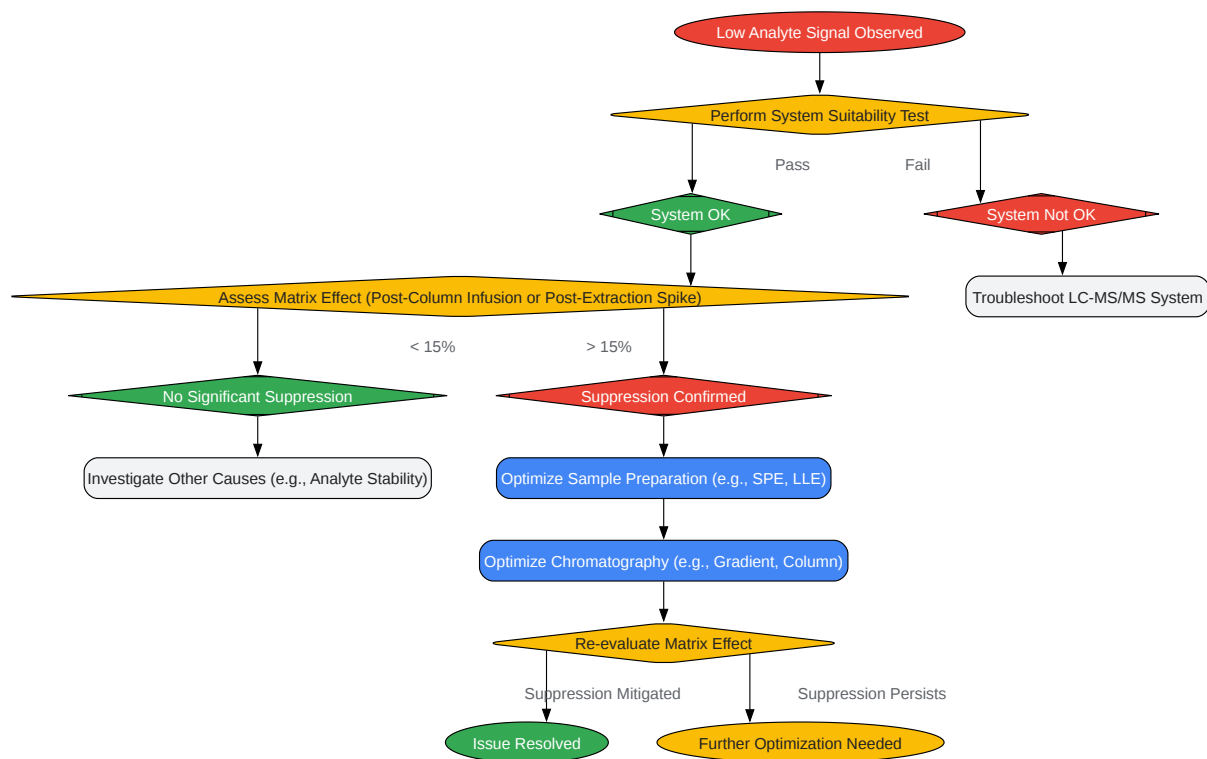 Low Analyte Signal Observed
Perform System Suitability Test
Pass
Fail
System OK
System Not OK
Assess Matrix Effect (Post-Column Infusion or Post-Extraction Spike)
Troubleshoot LC-MS/MS System
< 15%
> 15%
No Significant Suppression
Suppression Confirmed
Investigate Other Causes (e.g., Analyte Stability)
Optimize Sample Preparation (e.g., SPE, LLE)
Optimize Chromatography (e.g., Gradient, Column)
Re-evaluate Matrix Effect
Suppression Mitigated
Suppression Persists
Issue Resolved
Further Optimization Needed